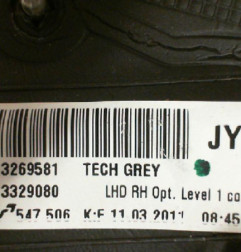 JY
3269581 TECH GREY
3329080 LHD RH Opt. Level 1 co
547 506 K:F 11.03.2011 08:45